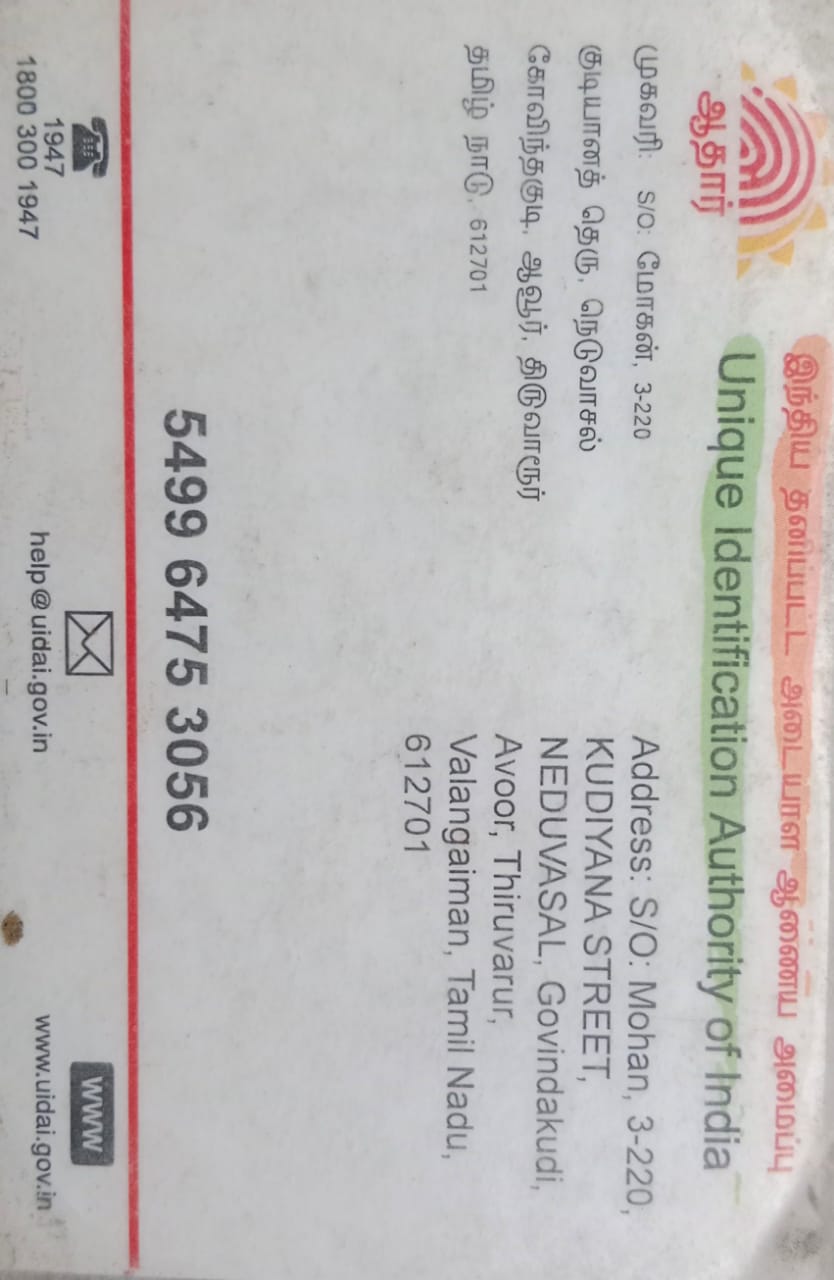 இந்திய தனிப்பட்ட அடையாள ஆணைய அமைப்பு
Unique Identification Authority of India
ஆதார்
முகவரி: S/O: மோகன், 3-220
குடியானத் தெரு, நெடுவாசல்
கோவிந்தகுடி, ஆவூர், திருவாரூர்
தமிழ் நாடு, 612701
Address: S/O: Mohan, 3-220,
KUDIYANA STREET,
NEDUVASAL, Govindakudi,
Avoor, Thiruvarur,
Valangaiman, Tamil Nadu,
612701
5499 6475 3056
1947
1800 300 1947
help@uidai.gov.in
www
www.uidai.gov.in